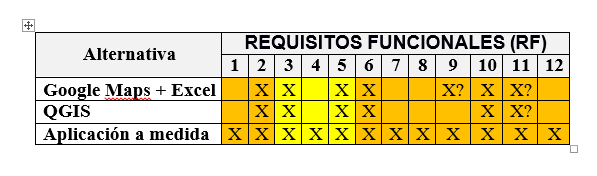 Alternativa REQUISITOS FUNCIONALES (RF)
1 2 3 4 5 6 7 8 9 10 11 12
Google Maps + Excel X X X X X? X X?
QGIS X X X X X X?
Aplicación a medida X X X X X X X X X X X X